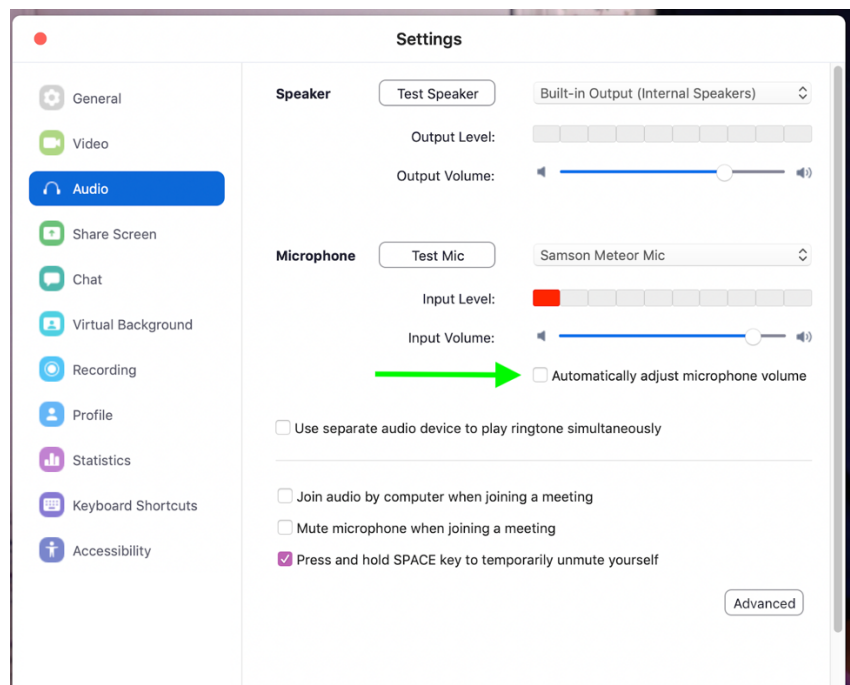 Settings
General
Video
Audio
Share Screen
Chat
Virtual Background
Recording
Profile
Statistics
Keyboard Shortcuts
Accessibility
Speaker Test Speaker Built-in Output (Internal Speakers)
Output Level:
Output Volume:
Microphone Test Mic Samson Meteor Mic
Input Level:
Input Volume:
Automatically adjust microphone volume
Use separate audio device to play ringtone simultaneously
Join audio by computer when joining a meeting
Mute microphone when joining a meeting
Press and hold SPACE key to temporarily unmute yourself
Advanced